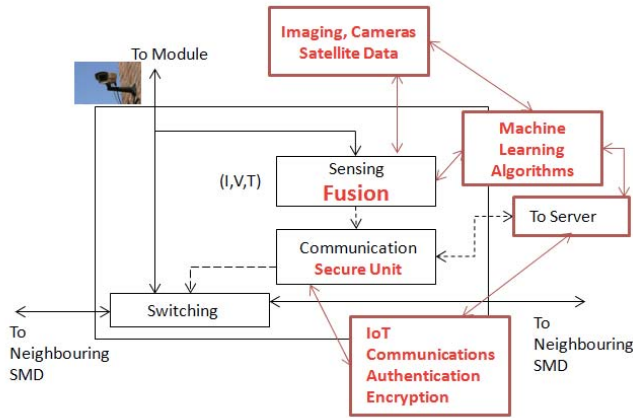 Imaging, Cameras
Satellite Data
To Module
Machine
Learning
Algorithms
(I,V,T)
Sensing
Fusion
To Server
Communication
Secure Unit
Switching
To
Neighbouring
SMD
IoT
Communications
Authentication
Encryption
To
Neighbouring
SMD